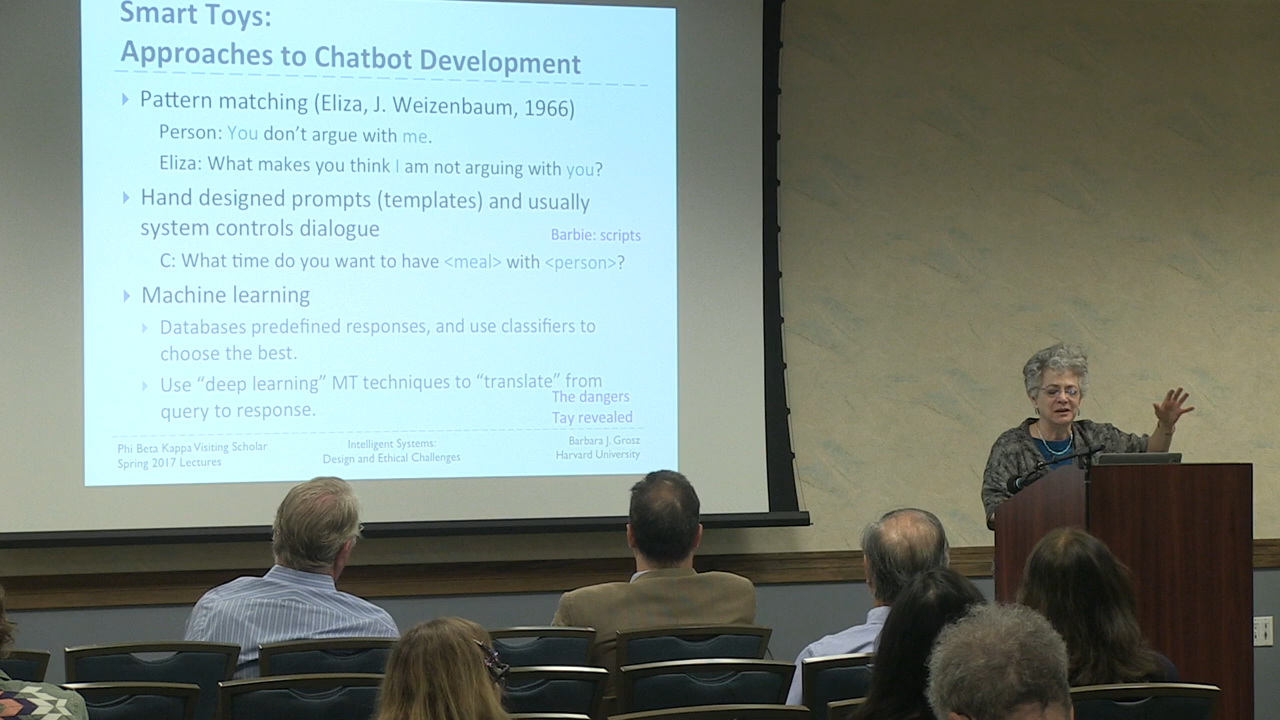 Smart Toys:
Approaches to Chatbot Development
Pattern matching (Eliza, J. Weizenbaum, 1966)
Person: You don't argue with me.
Eliza: What makes you think I am not arguing with you?
Hand designed prompts (templates) and usually
system controls dialogue
Barbie: scripts
C: What time do you want to have <meal> with <person>?
Machine learning
Databases predefined responses, and use classifiers to
choose the best.
Use “deep learning” MT techniques to “translate” from
query to response.
The dangers
Tay revealed
Phi Beta Kappa Visiting Scholar
Spring 2017 Lectures
Intelligent Systems:
Design and Ethical Challenges
Barbara J. Grosz
Harvard University